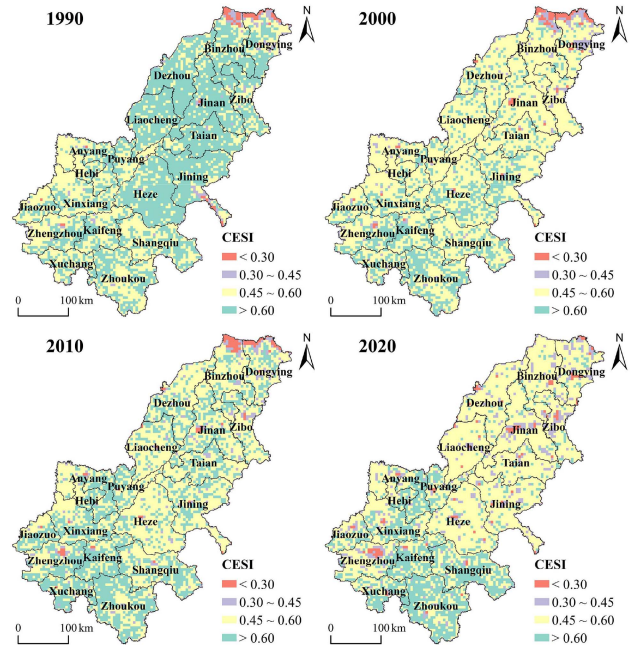 1990
N
Binzhou
Dongying
Dezhou
Jinan
Zibo
Liaocheng
Taian
Anyang
Puyang
Hebi
Jining
Heze
Jiaozuo
Xinxiang
Zhengzhou
Kaifeng
Shangqiu
Xuchang
Zhoukou
CESI
< 0.30
0.30 ~ 0.45
0.45 ~ 0.60
> 0.60
0 100 km
2000
N
Binzhou
Dongying
Dezhou
Jinan
Zibo
Liaocheng
Taian
Anyang
Puyang
Hebi
Jining
Heze
Jiaozuo
Xinxiang
Zhengzhou
Kaifeng
Shangqiu
Xuchang
Zhoukou
CESI
< 0.30
0.30 ~ 0.45
0.45 ~ 0.60
> 0.60
0 100 km
2010
N
Binzhou
Dongying
Dezhou
Jinan
Zibo
Liaocheng
Taian
Anyang
Puyang
Hebi
Jining
Heze
Jiaozuo
Xinxiang
Zhengzhou
Kaifeng
Shangqiu
Xuchang
Zhoukou
CESI
< 0.30
0.30 ~ 0.45
0.45 ~ 0.60
> 0.60
0 100 km
2020
N
Binzhou
Dongying
Dezhou
Jinan
Zibo
Liaocheng
Taian
Anyang
Puyang
Hebi
Jining
Heze
Jiaozuo
Xinxiang
Zhengzhou
Kaifeng
Shangqiu
Xuchang
Zhoukou
CESI
< 0.30
0.30 ~ 0.45
0.45 ~ 0.60
> 0.60
0 100 km